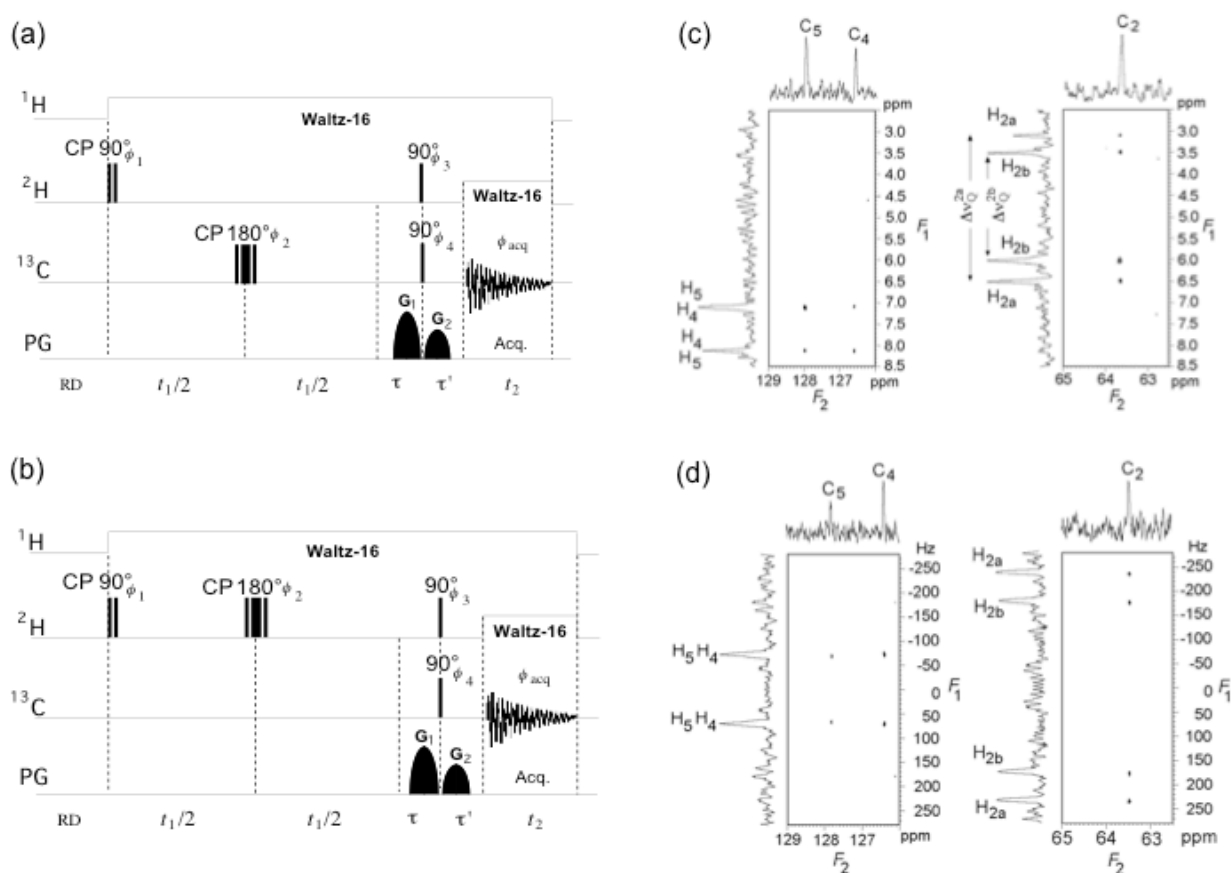 (a)
¹H
Waltz-16
CP 90°ϕ₁
90°ϕ₃
²H
Waltz-16
CP 180°ϕ₂
90°ϕ₄
ϕacq
¹³C
G₁
G₂
PG
Acq.
RD
t₁/2
t₁/2
τ
τ'
t₂
(b)
¹H
Waltz-16
CP 90°ϕ₁
CP 180°ϕ₂
90°ϕ₃
²H
Waltz-16
90°ϕ₄
ϕacq
¹³C
G₁
G₂
PG
Acq.
RD
t₁/2
t₁/2
τ
τ'
t₂
(c)
C₅
C₄
ppm
3.0
3.5
4.0
4.5
5.0
F₁
5.5
6.0
6.5
7.0
7.5
8.0
8.5
H₅
H₄
H₄
H₅
129
128
127
ppm
F₂
C₂
ppm
H₂ₐ
H₂b
Δν_Q^2a
Δν_Q^2b
H₂b
H₂ₐ
3.0
3.5
4.0
4.5
5.0
F₁
5.5
6.0
6.5
7.0
7.5
8.0
8.5
65
64
63
ppm
F₂
(d)
C₅
C₄
Hz
-250
-200
-150
-100
-50
0 F₁
50
100
150
200
250
H₅ H₄
H₅ H₄
129
128
127
ppm
F₂
C₂
Hz
H₂ₐ
H₂b
H₂b
H₂ₐ
-250
-200
-150
-100
-50
0 F₁
50
100
150
200
250
65
64
63
ppm
F₂